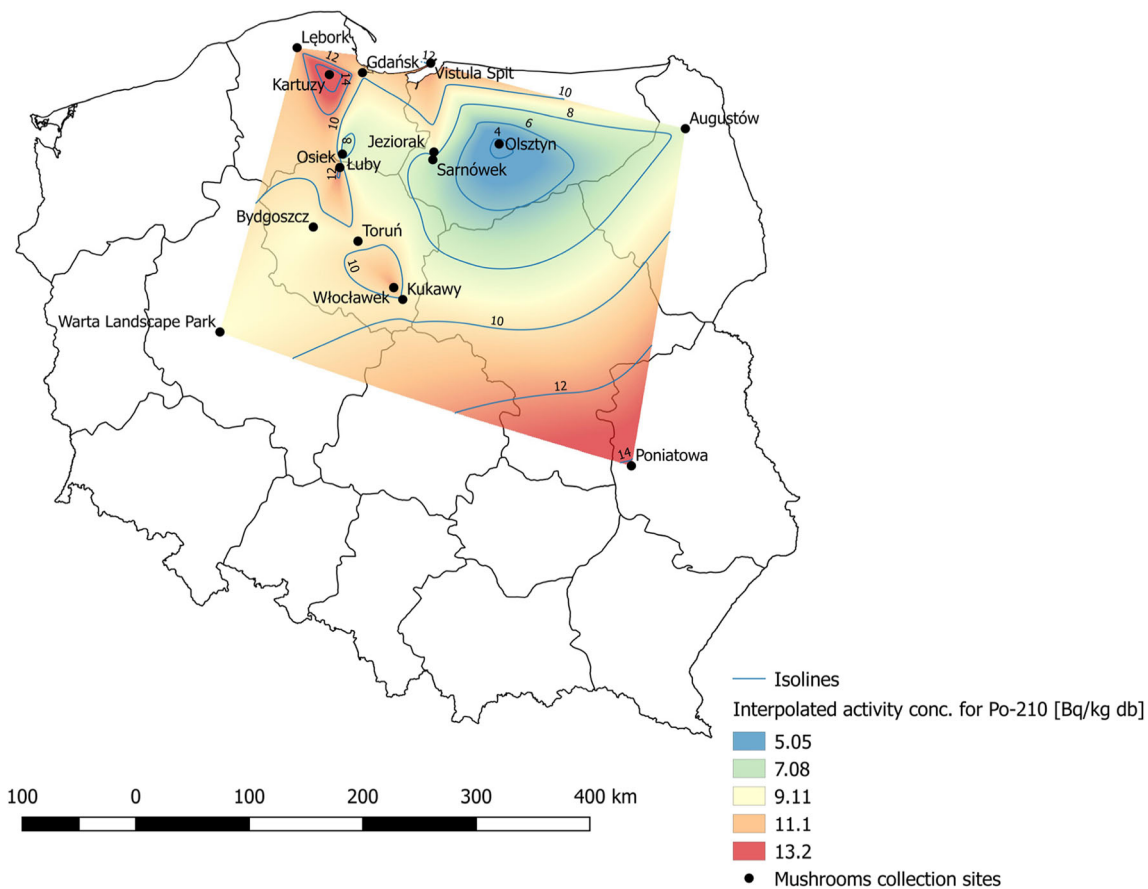 Lębork
12
Gdańsk
12
Vistula Spit
Kartuzy
14
10
8
10
Augustów
6
4
Olsztyn
8
Jeziorak
Osiek
Łuby
Sarnówek
12
Bydgoszcz
Toruń
10
Włocławek
Kukawy
10
Warta Landscape Park
12
14
Poniatowa
Isolines
Interpolated activity conc. for Po-210 [Bq/kg db]
5.05
7.08
9.11
11.1
13.2
Mushrooms collection sites
100 0 100 200 300 400 km